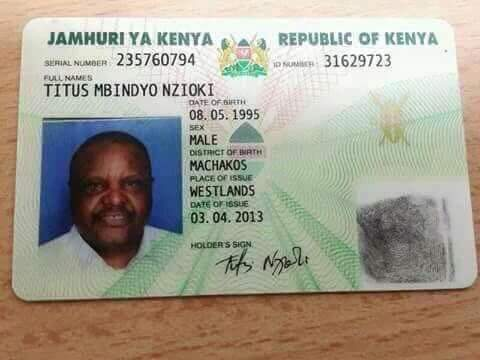 JAMHURI YA KENYA REPUBLIC OF KENYA
SERIAL NUMBER 235760794 ID NUMBER 31629723
FULL NAMES
TITUS MBINDYO NZIOKI
DATE OF BIRTH
08.05.1995
SEX
MALE
DISTRICT OF BIRTH
MACHAKOS
PLACE OF ISSUE
WESTLANDS
DATE OF ISSUE
03.04.2013
HOLDER'S SIGN.